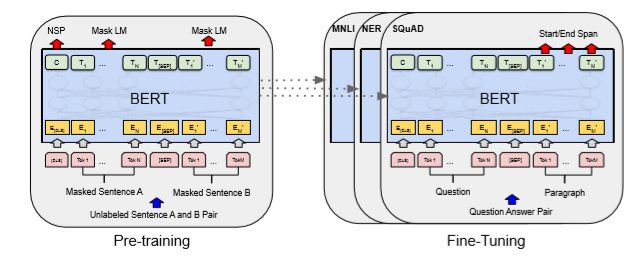 NSP Mask LM Mask LM
C T1 ... TN T[SEP] T1' ... TM'
BERT
E[CLS] E1 ... EN E[SEP] E1' ... EM'
[CLS] Tok 1 ... Tok N [SEP] Tok 1 ... TokM
Masked Sentence A Masked Sentence B
Unlabeled Sentence A and B Pair
Pre-training
MNLI NER SQuAD
Start/End Span
C T1 ... TN T[SEP] T1' ... TM'
BERT
E[CLS] E1 ... EN E[SEP] E1' ... EM'
[CLS] Tok 1 ... Tok N [SEP] Tok 1 ... TokM
Question Paragraph
Question Answer Pair
Fine-Tuning